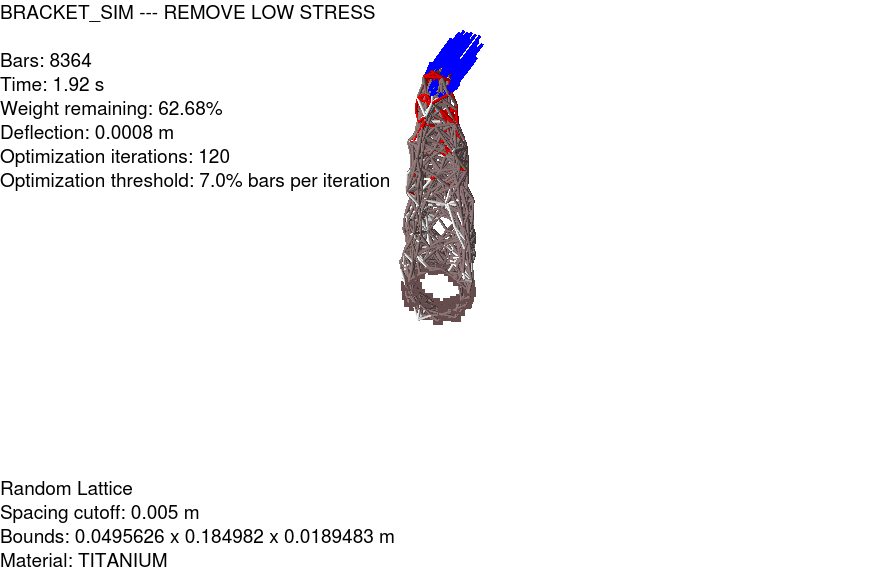 BRACKET_SIM --- REMOVE LOW STRESS
Bars: 8364
Time: 1.92 s
Weight remaining: 62.68%
Deflection: 0.0008 m
Optimization iterations: 120
Optimization threshold: 7.0% bars per iteration
Random Lattice
Spacing cutoff: 0.005 m
Bounds: 0.0495626 x 0.184982 x 0.0189483 m
Material: TITANIUM